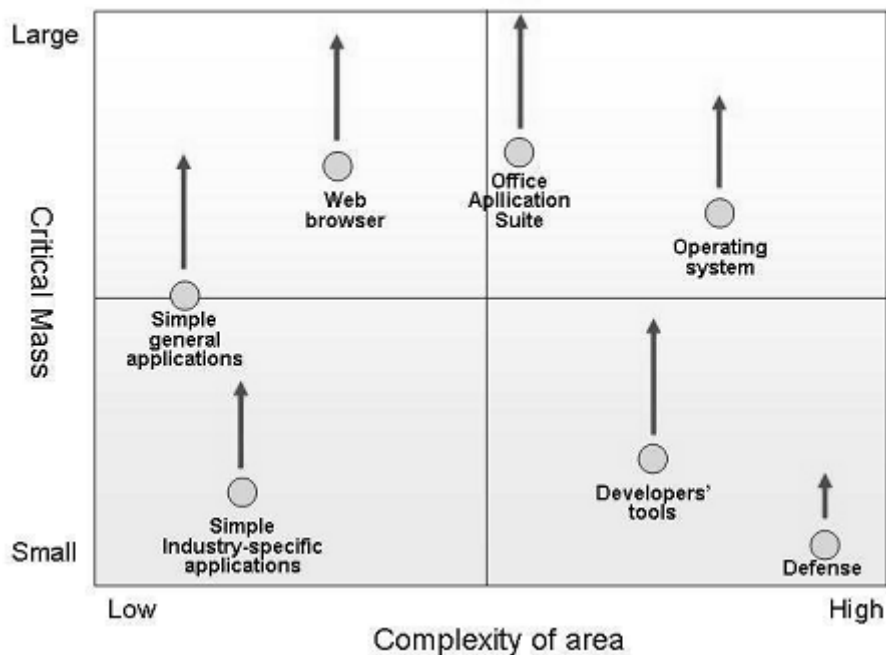 Large
Web
browser
Office
Apllication
Suite
Operating
system
Critical Mass
Simple
general
applications
Simple
Industry-specific
applications
Developers'
tools
Defense
Small
Low
High
Complexity of area